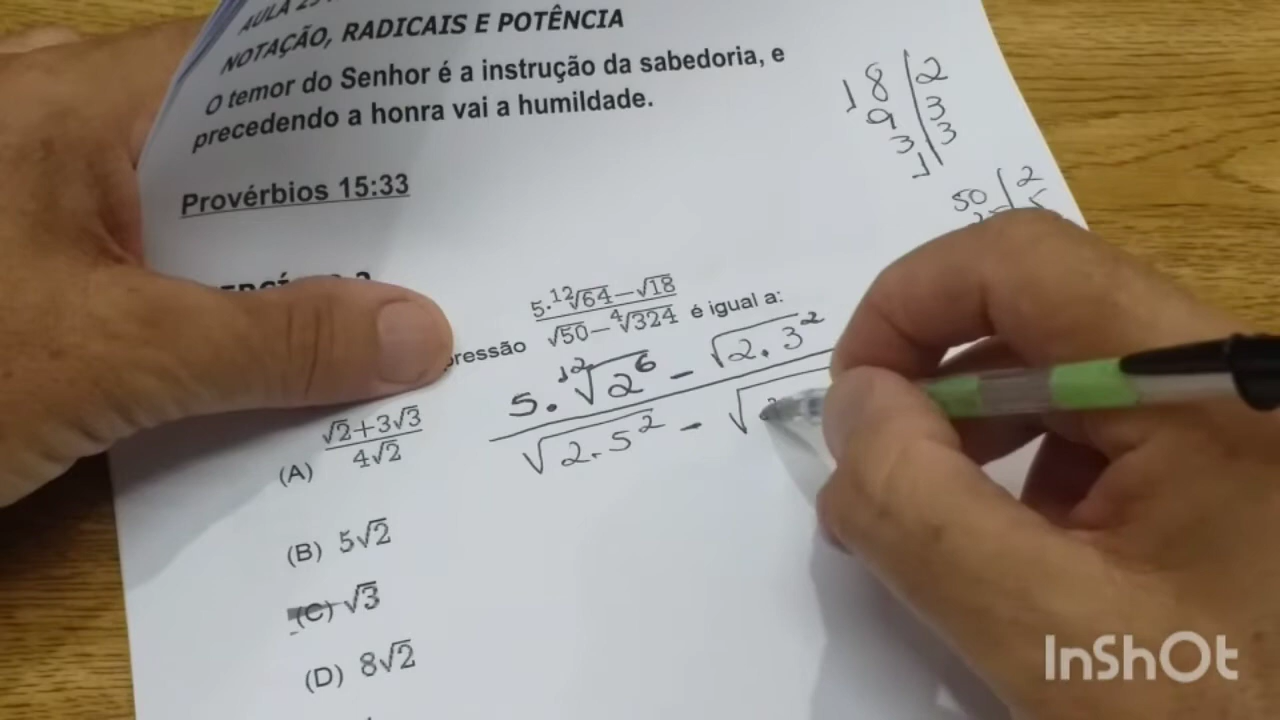 AULA
NOTAÇÃO, RADICAIS E POTÊNCIA
O temor do Senhor é a instrução da sabedoria, e
precedendo a honra vai a humildade.
Provérbios 15:33
18 | 2
9 | 3
3 | 3
1
50 | 2
5·¹²√64−√18
√50−⁴√324
é igual a:
5.¹²√2⁶ - √2.3²
√2.5² - √
(A) √2+3√3
4√2
(B) 5√2
(C) √3
(D) 8√2
InShOt